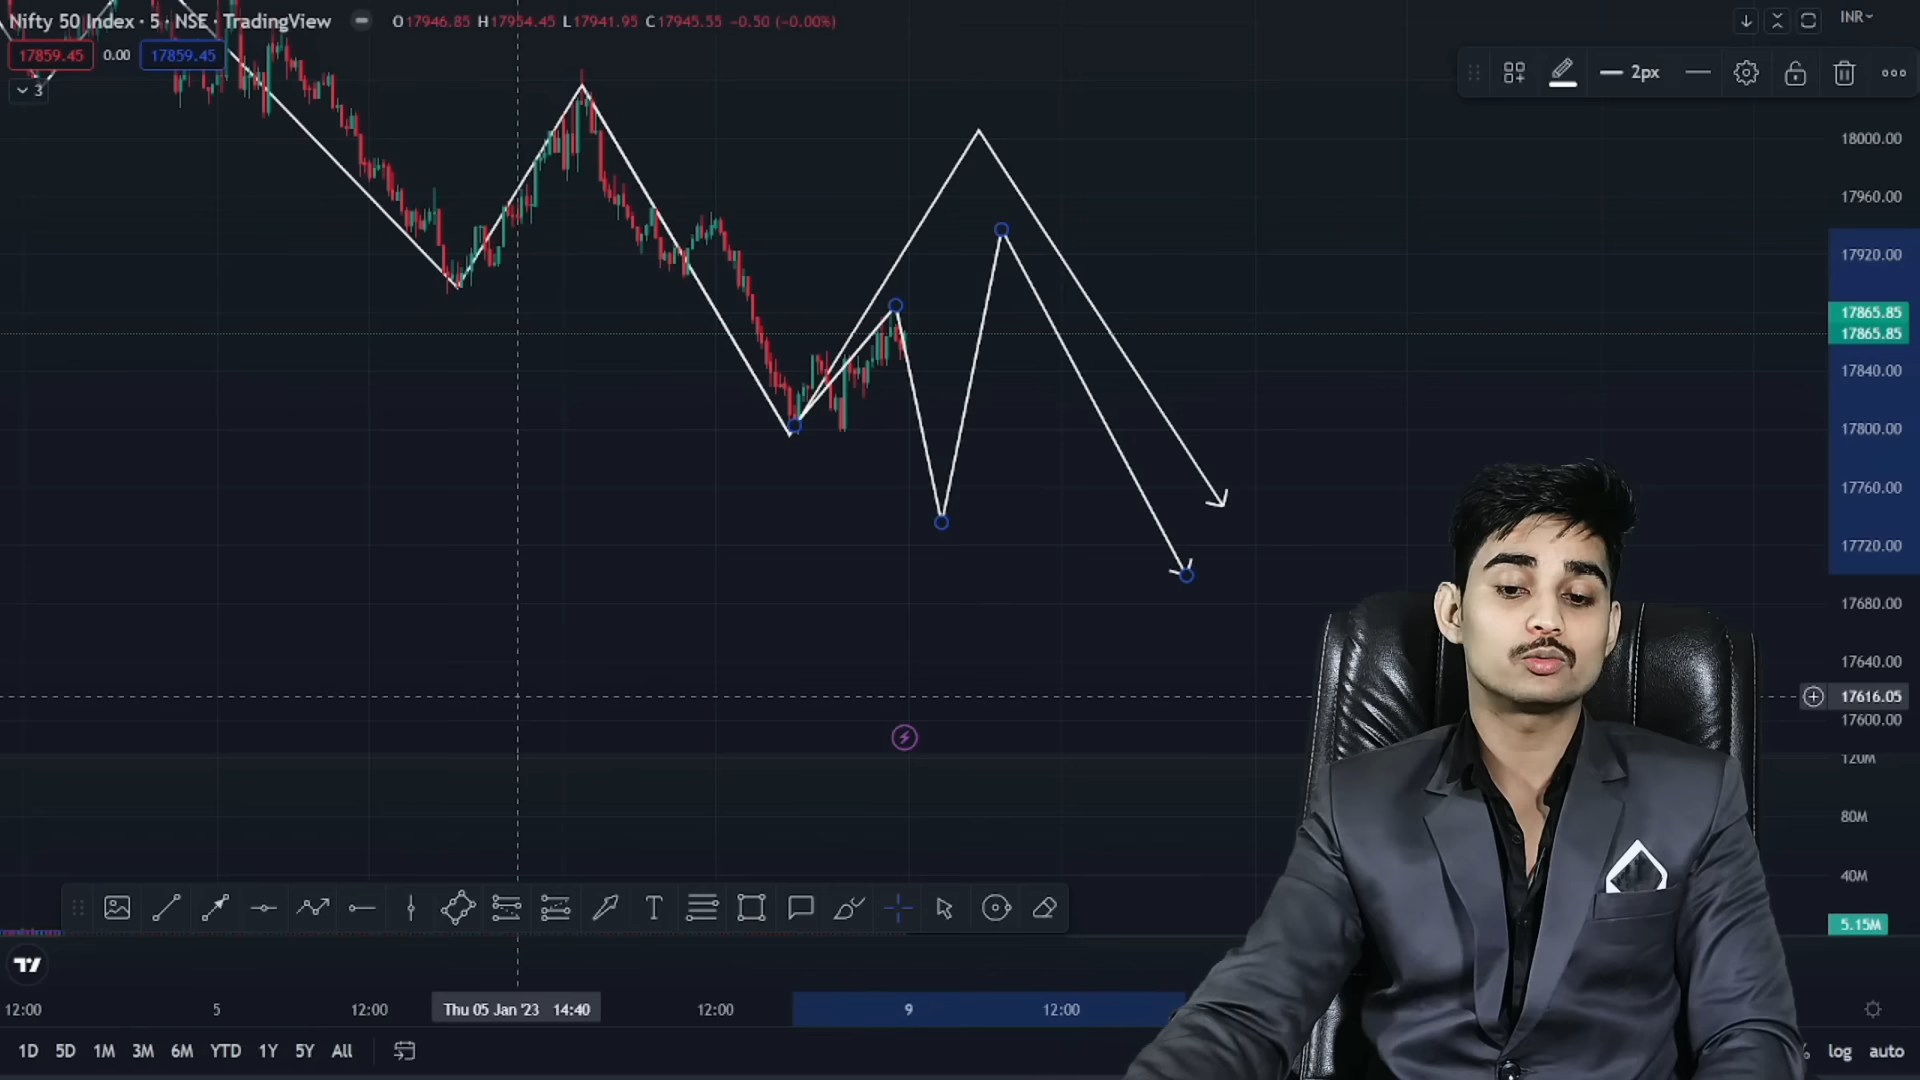 Nifty 50 Index · 5 · NSE · TradingView
O17946.85 H17954.45 L17941.95 C17945.55 −0.50 (−0.00%)
INR
17859.45 0.00 17859.45
3
2px
18000.00
17960.00
17920.00
17865.85
17865.85
17840.00
17800.00
17760.00
17720.00
17680.00
17640.00
17616.05
17600.00
120M
80M
40M
T
5.15M
12:00 5 12:00 Thu 05 Jan '23 14:40 12:00 9 12:00
1D 5D 1M 3M 6M YTD 1Y 5Y All % log auto